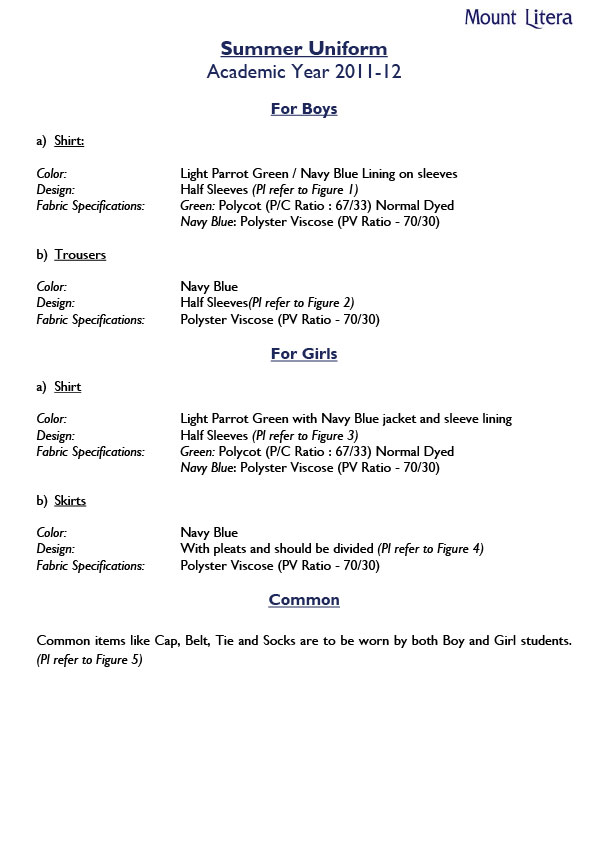 Mount Litera
Summer Uniform
Academic Year 2011-12
For Boys
a) Shirt:
Color: Light Parrot Green / Navy Blue Lining on sleeves
Design: Half Sleeves (Pl refer to Figure 1)
Fabric Specifications: Green: Polycot (P/C Ratio : 67/33) Normal Dyed
Navy Blue: Polyster Viscose (PV Ratio - 70/30)
b) Trousers
Color: Navy Blue
Design: Half Sleeves(Pl refer to Figure 2)
Fabric Specifications: Polyster Viscose (PV Ratio - 70/30)
For Girls
a) Shirt
Color: Light Parrot Green with Navy Blue jacket and sleeve lining
Design: Half Sleeves (Pl refer to Figure 3)
Fabric Specifications: Green: Polycot (P/C Ratio : 67/33) Normal Dyed
Navy Blue: Polyster Viscose (PV Ratio - 70/30)
b) Skirts
Color: Navy Blue
Design: With pleats and should be divided (Pl refer to Figure 4)
Fabric Specifications: Polyster Viscose (PV Ratio - 70/30)
Common
Common items like Cap, Belt, Tie and Socks are to be worn by both Boy and Girl students.
(Pl refer to Figure 5)